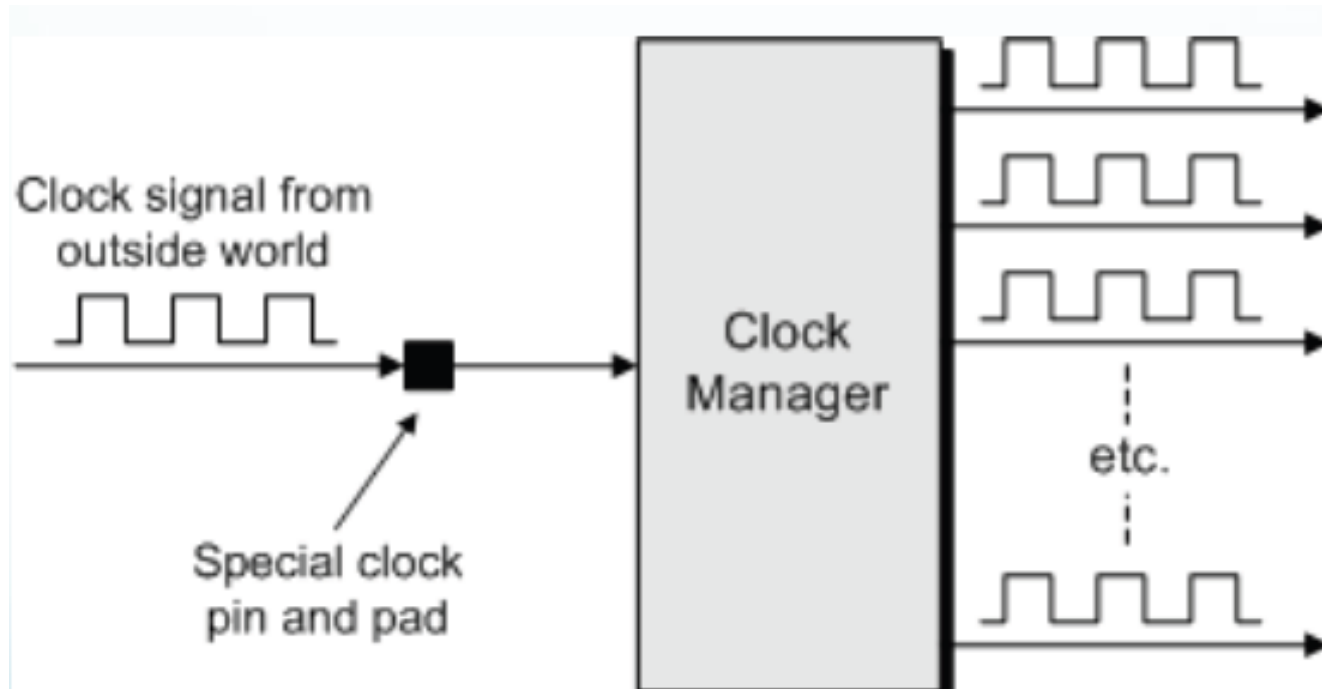 Clock signal from
outside world
Special clock
pin and pad
Clock
Manager
etc.